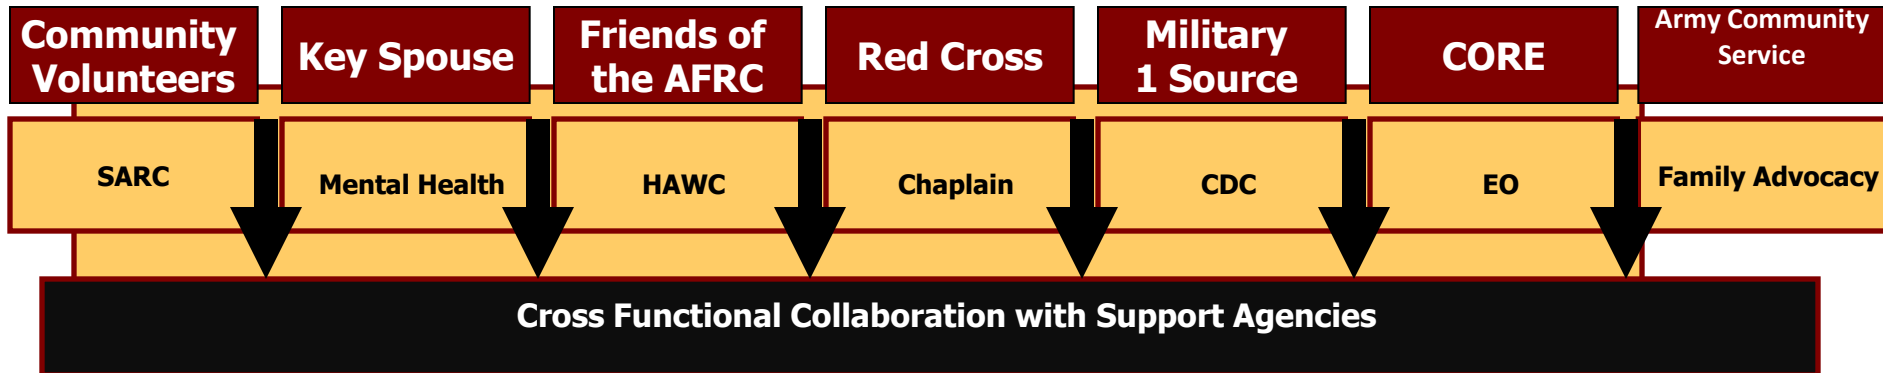 Community
Volunteers
Key Spouse
Friends of
the AFRC
Red Cross
Military
1 Source
CORE
Army Community
Service
SARC
Mental Health
HAWC
Chaplain
CDC
EO
Family Advocacy
Cross Functional Collaboration with Support Agencies